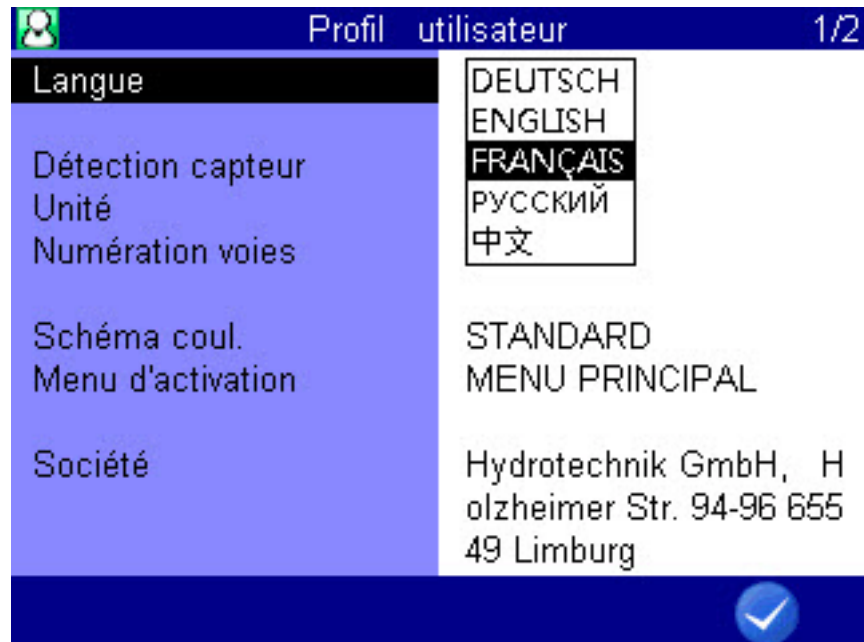 Profil utilisateur 1/2
Langue
DEUTSCH
ENGLISH
FRANÇAIS
РУССКИЙ
中文
Détection capteur
Unité
Numération voies
Schéma coul. STANDARD
Menu d'activation MENU PRINCIPAL
Société Hydrotechnik GmbH, H
olzheimer Str. 94-96 655
49 Limburg